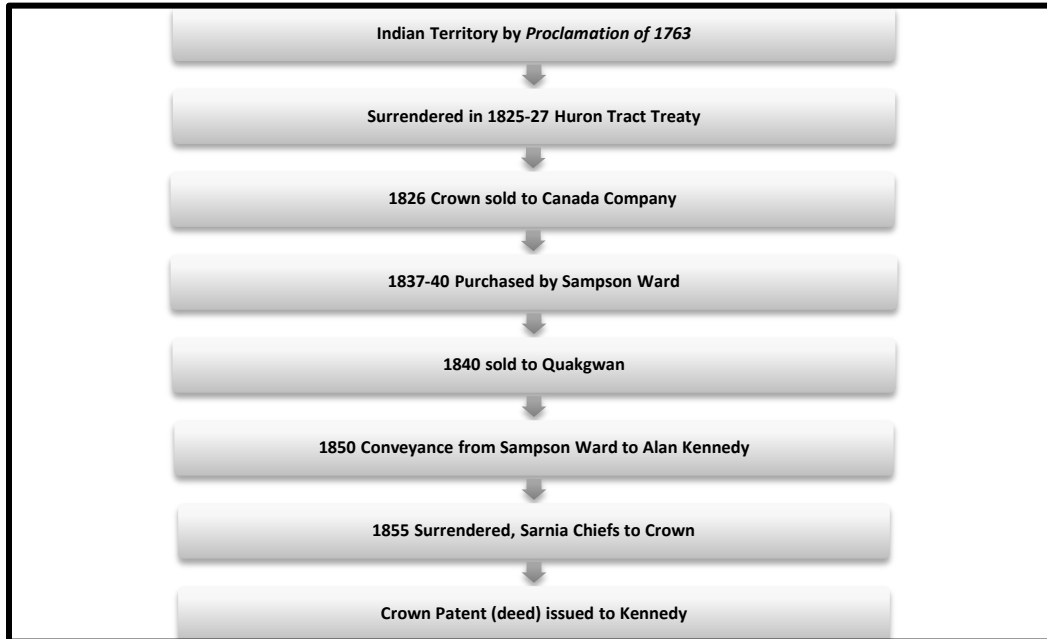 Indian Territory by Proclamation of 1763
Surrendered in 1825-27 Huron Tract Treaty
1826 Crown sold to Canada Company
1837-40 Purchased by Sampson Ward
1840 sold to Quakgwan
1850 Conveyance from Sampson Ward to Alan Kennedy
1855 Surrendered, Sarnia Chiefs to Crown
Crown Patent (deed) issued to Kennedy